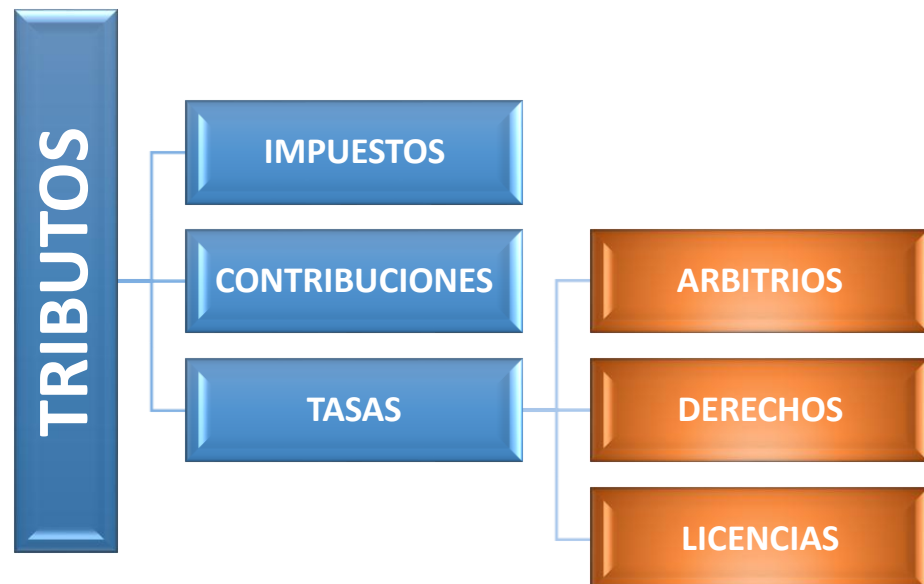 TRIBUTOS
IMPUESTOS
CONTRIBUCIONES
TASAS
ARBITRIOS
DERECHOS
LICENCIAS